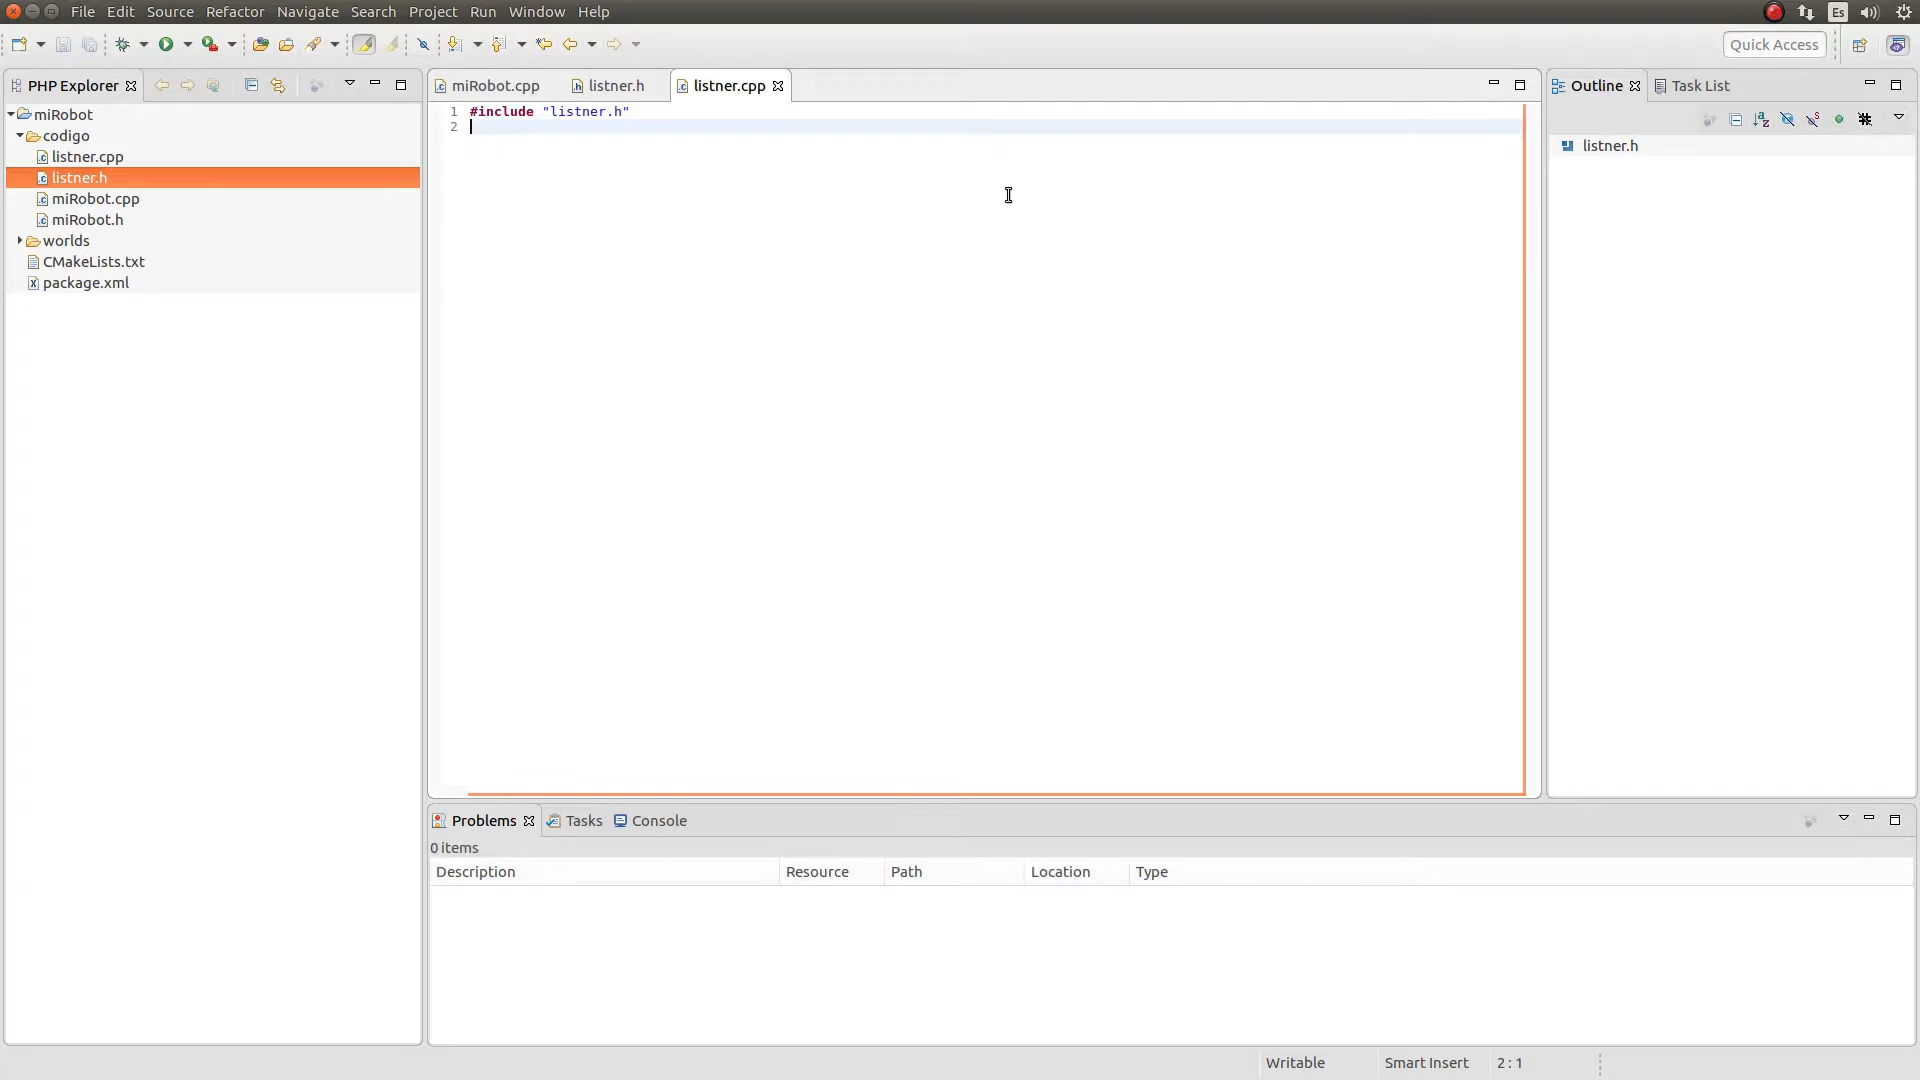 File Edit Source Refactor Navigate Search Project Run Window Help
Es
Quick Access
PHP Explorer
miRobot
codigo
listner.cpp
listner.h
miRobot.cpp
miRobot.h
worlds
CMakeLists.txt
package.xml
miRobot.cpp listner.h listner.cpp
1 #include "listner.h"
2
Outline Task List
listner.h
Problems Tasks Console
0 items
Description Resource Path Location Type
Writable Smart Insert 2 : 1